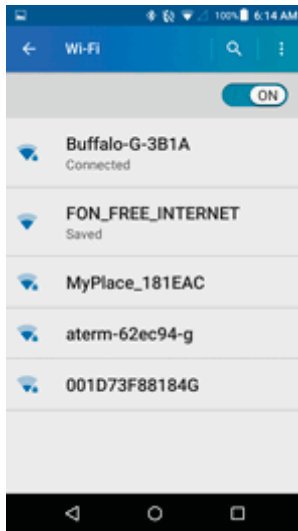 100% 6:14 AM
Wi-Fi
ON
Buffalo-G-3B1A
Connected
FON_FREE_INTERNET
Saved
MyPlace_181EAC
aterm-62ec94-g
001D73F88184G